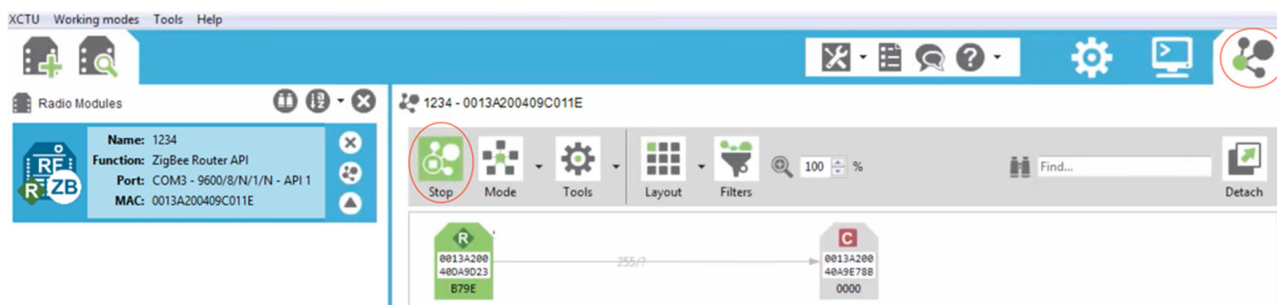 XCTU Working modes Tools Help
Radio Modules
1234 - 0013A200409C011E
Name: 1234
Function: ZigBee Router API
Port: COM3 - 9600/8/N/1/N - API 1
MAC: 0013A200409C011E
RF
R ZB
100 %
Find...
Stop Mode Tools Layout Filters Detach
R
0013A200
40DA9D23
B79E
255/?
C
0013A200
40A9E78B
0000